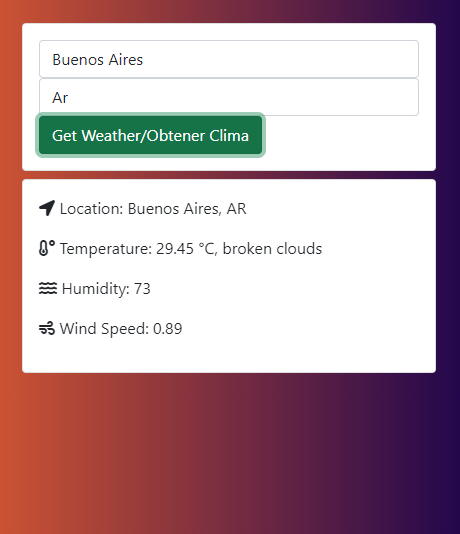 Buenos Aires
Ar
Get Weather/Obtener Clima
Location: Buenos Aires, AR
Temperature: 29.45 °C, broken clouds
Humidity: 73
Wind Speed: 0.89